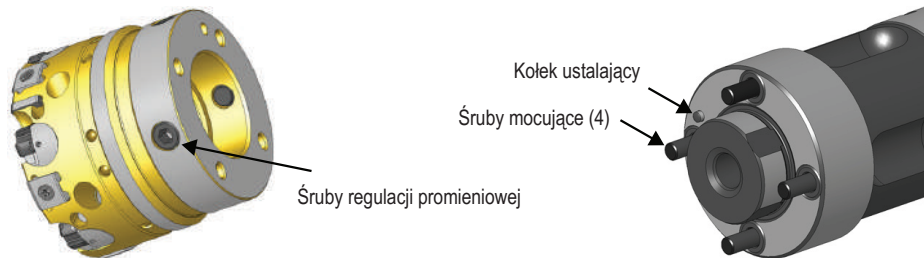 Kołek ustalający
Śruby mocujące (4)
Śruby regulacji promieniowej